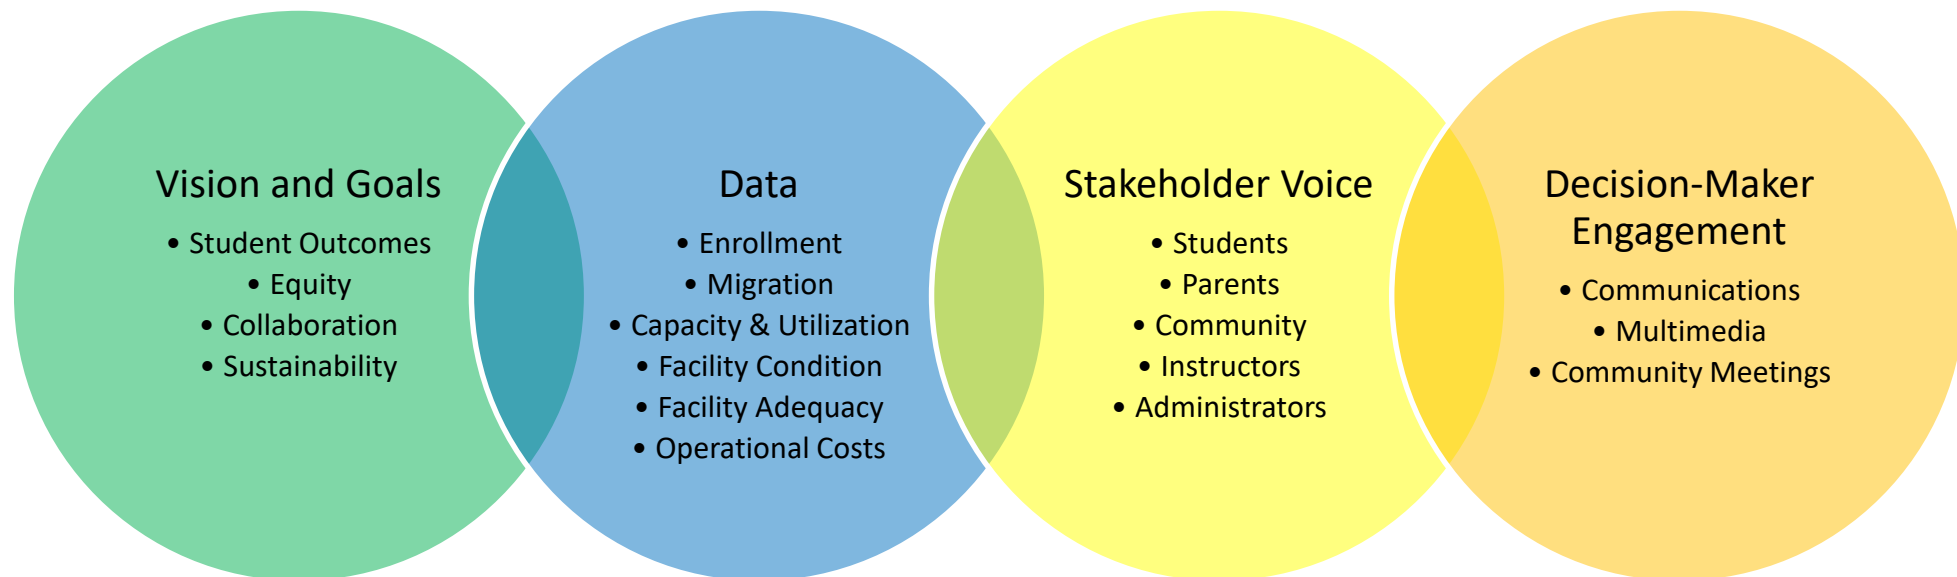 Vision and Goals
• Student Outcomes
• Equity
• Collaboration
• Sustainability
Data
• Enrollment
• Migration
• Capacity & Utilization
• Facility Condition
• Facility Adequacy
• Operational Costs
Stakeholder Voice
• Students
• Parents
• Community
• Instructors
• Administrators
Decision-Maker
Engagement
• Communications
• Multimedia
• Community Meetings